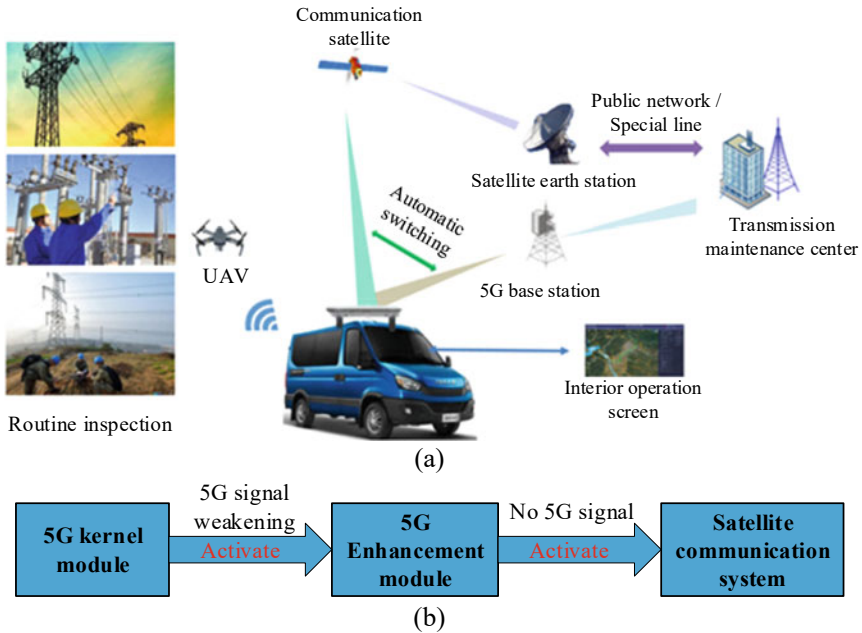 Communication
satellite
Public network /
Special line
Satellite earth station
Automatic
switching
Transmission
maintenance center
UAV
5G base station
Interior operation
screen
Routine inspection
(a)
5G kernel
module
5G signal
weakening
Activate
5G
Enhancement
module
No 5G signal
Activate
Satellite
communication
system
(b)